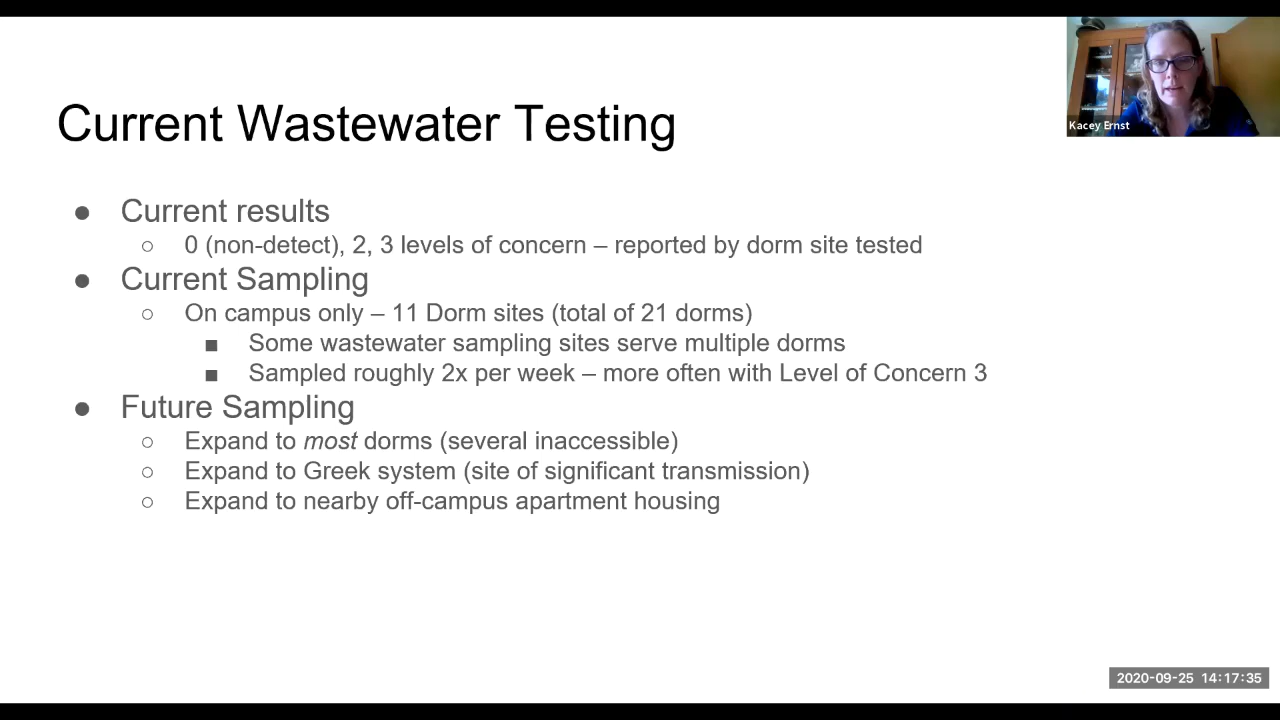 Kacey Ernst
Current Wastewater Testing
● Current results
○ 0 (non-detect), 2, 3 levels of concern – reported by dorm site tested
● Current Sampling
○ On campus only – 11 Dorm sites (total of 21 dorms)
■ Some wastewater sampling sites serve multiple dorms
■ Sampled roughly 2x per week – more often with Level of Concern 3
● Future Sampling
○ Expand to most dorms (several inaccessible)
○ Expand to Greek system (site of significant transmission)
○ Expand to nearby off-campus apartment housing
2020-09-25 14:17:35